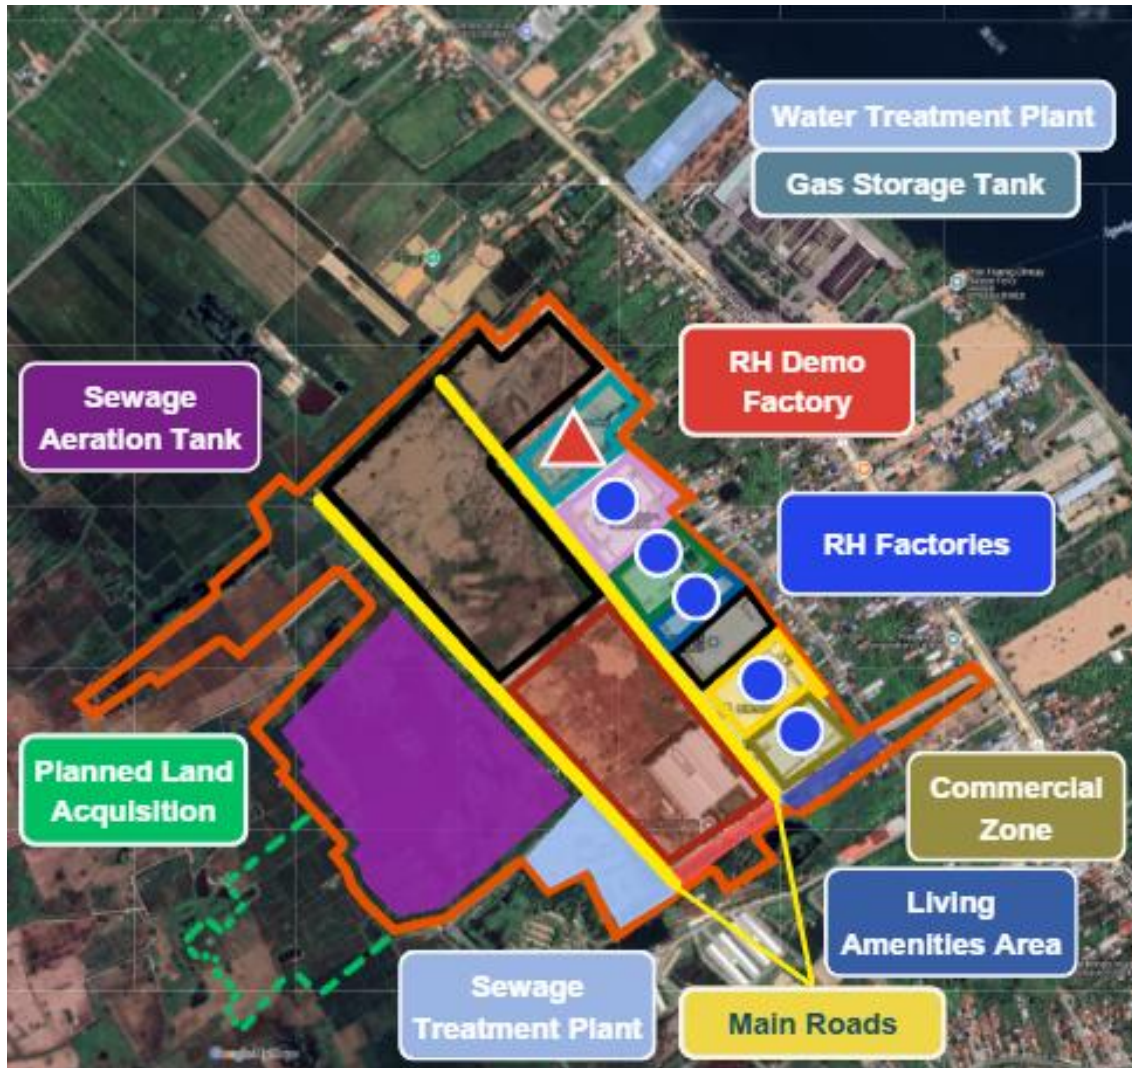 Water Treatment Plant
Gas Storage Tank
RH Demo
Factory
Sewage
Aeration Tank
RH Factories
Planned Land
Acquisition
Commercial
Zone
Living
Amenities Area
Sewage
Treatment Plant
Main Roads